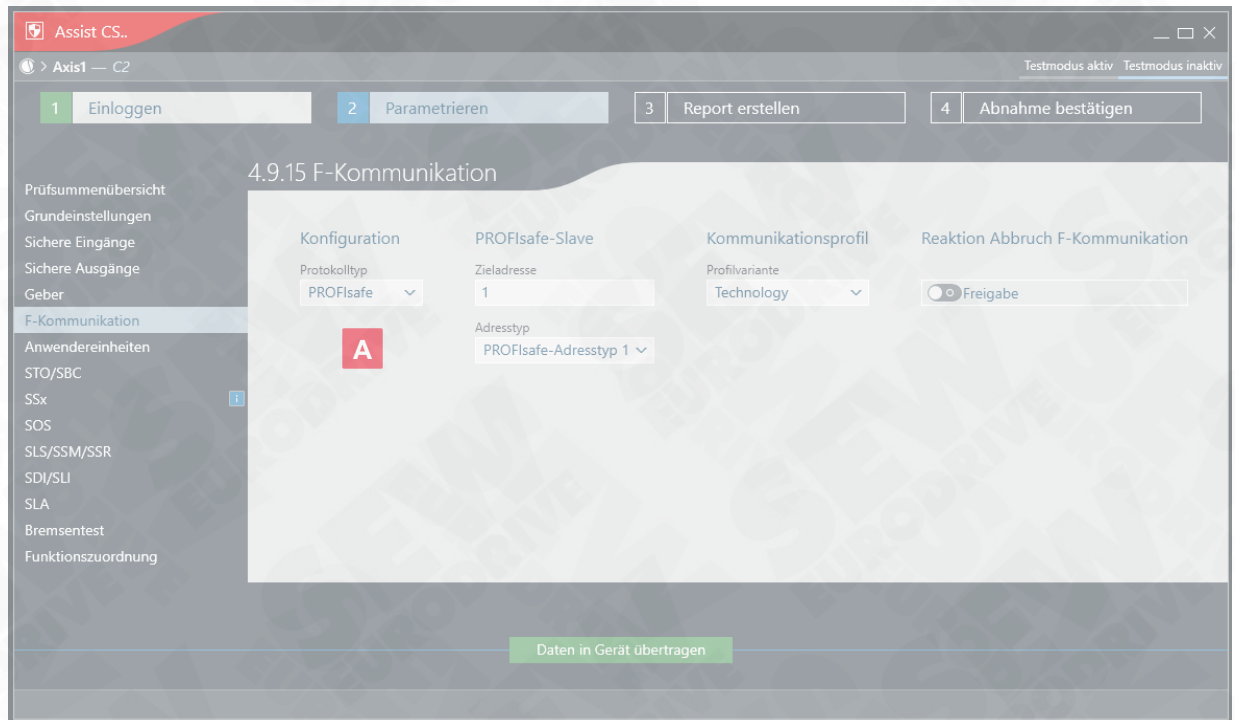 Assist CS..
> Axis1 — C2
Testmodus aktiv Testmodus inaktiv
1 Einloggen
2 Parametrieren
3 Report erstellen
4 Abnahme bestätigen
4.9.15 F-Kommunikation
Prüfsummenübersicht
Grundeinstellungen
Sichere Eingänge
Sichere Ausgänge
Geber
F-Kommunikation
Anwendereinheiten
STO/SBC
SSx
i
SOS
SLS/SSM/SSR
SDI/SLI
SLA
Bremsentest
Funktionszuordnung
Konfiguration
Protokolltyp
PROFIsafe
A
PROFIsafe-Slave
Zieladresse
1
Adresstyp
PROFIsafe-Adresstyp 1
Kommunikationsprofil
Profilvariante
Technology
Reaktion Abbruch F-Kommunikation
Freigabe
Daten in Gerät übertragen
SEW
EURODRIVE